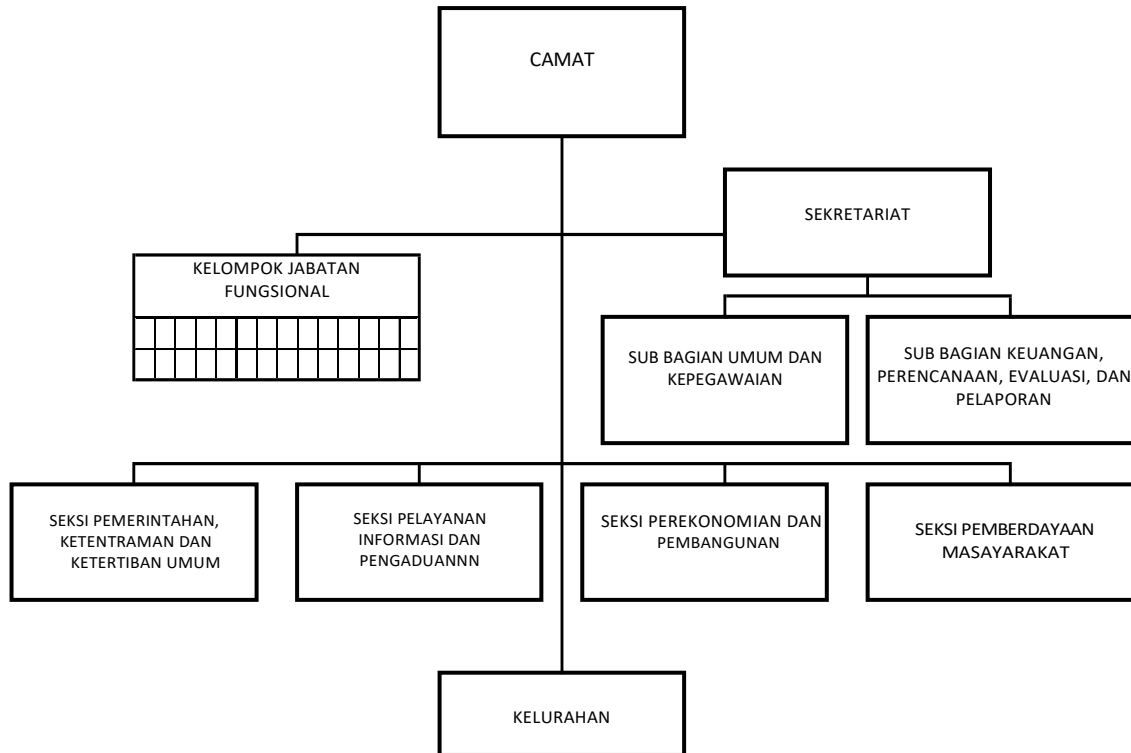 CAMAT
SEKRETARIAT
KELOMPOK JABATAN
FUNGSIONAL
SUB BAGIAN UMUM DAN
KEPEGAWAIAN
SUB BAGIAN KEUANGAN,
PERENCANAAN, EVALUASI, DAN
PELAPORAN
SEKSI PEMERINTAHAN,
KETENTRAMAN DAN
KETERTIBAN UMUM
SEKSI PELAYANAN
INFORMASI DAN
PENGADUANNN
SEKSI PEREKONOMIAN DAN
PEMBANGUNAN
SEKSI PEMBERDAYAAN
MASAYARAKAT
KELURAHAN